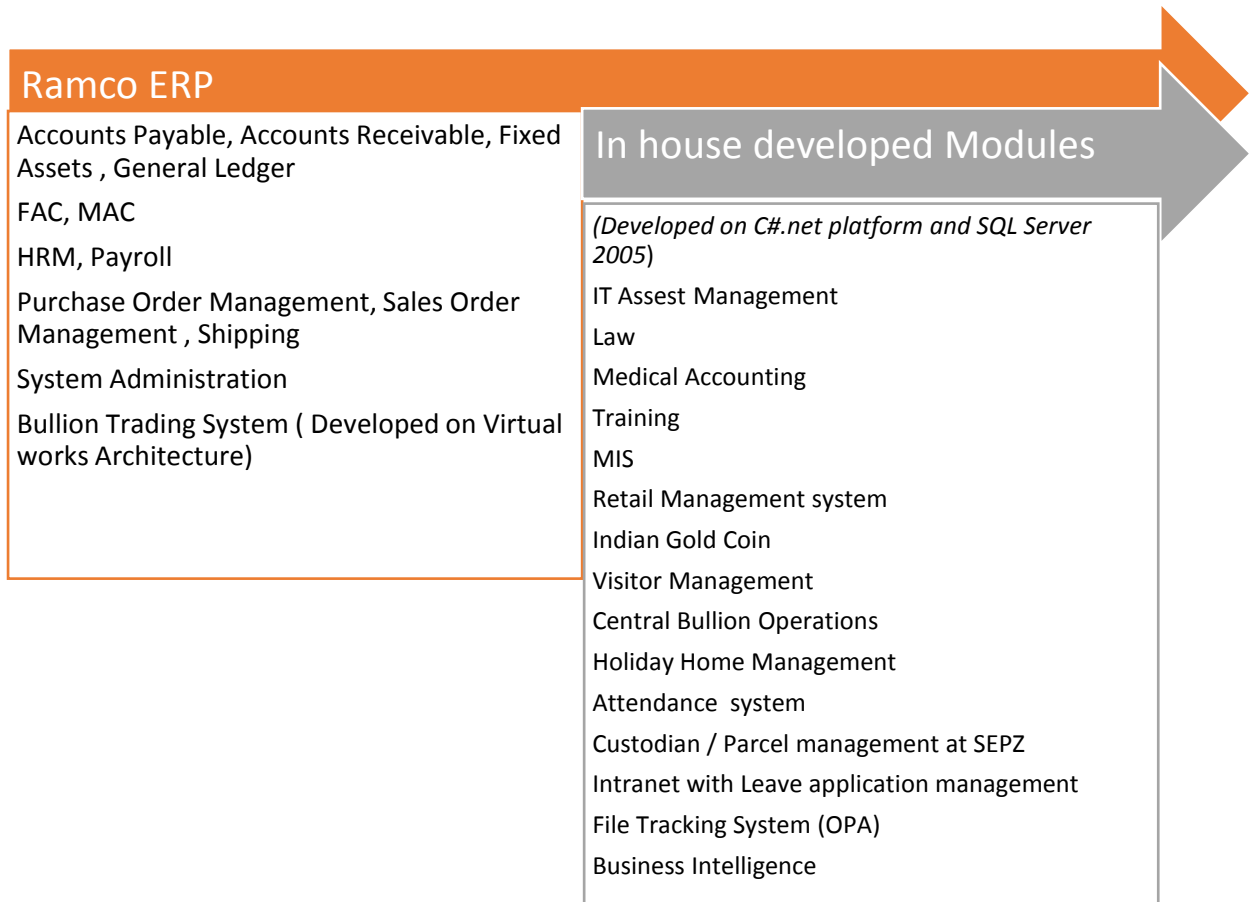 Ramco ERP
Accounts Payable, Accounts Receivable, Fixed
Assets , General Ledger
FAC, MAC
HRM, Payroll
Purchase Order Management, Sales Order
Management , Shipping
System Administration
Bullion Trading System ( Developed on Virtual
works Architecture)
In house developed Modules
(Developed on C#.net platform and SQL Server
2005)
IT Assest Management
Law
Medical Accounting
Training
MIS
Retail Management system
Indian Gold Coin
Visitor Management
Central Bullion Operations
Holiday Home Management
Attendance  system
Custodian / Parcel management at SEPZ
Intranet with Leave application management
File Tracking System (OPA)
Business Intelligence